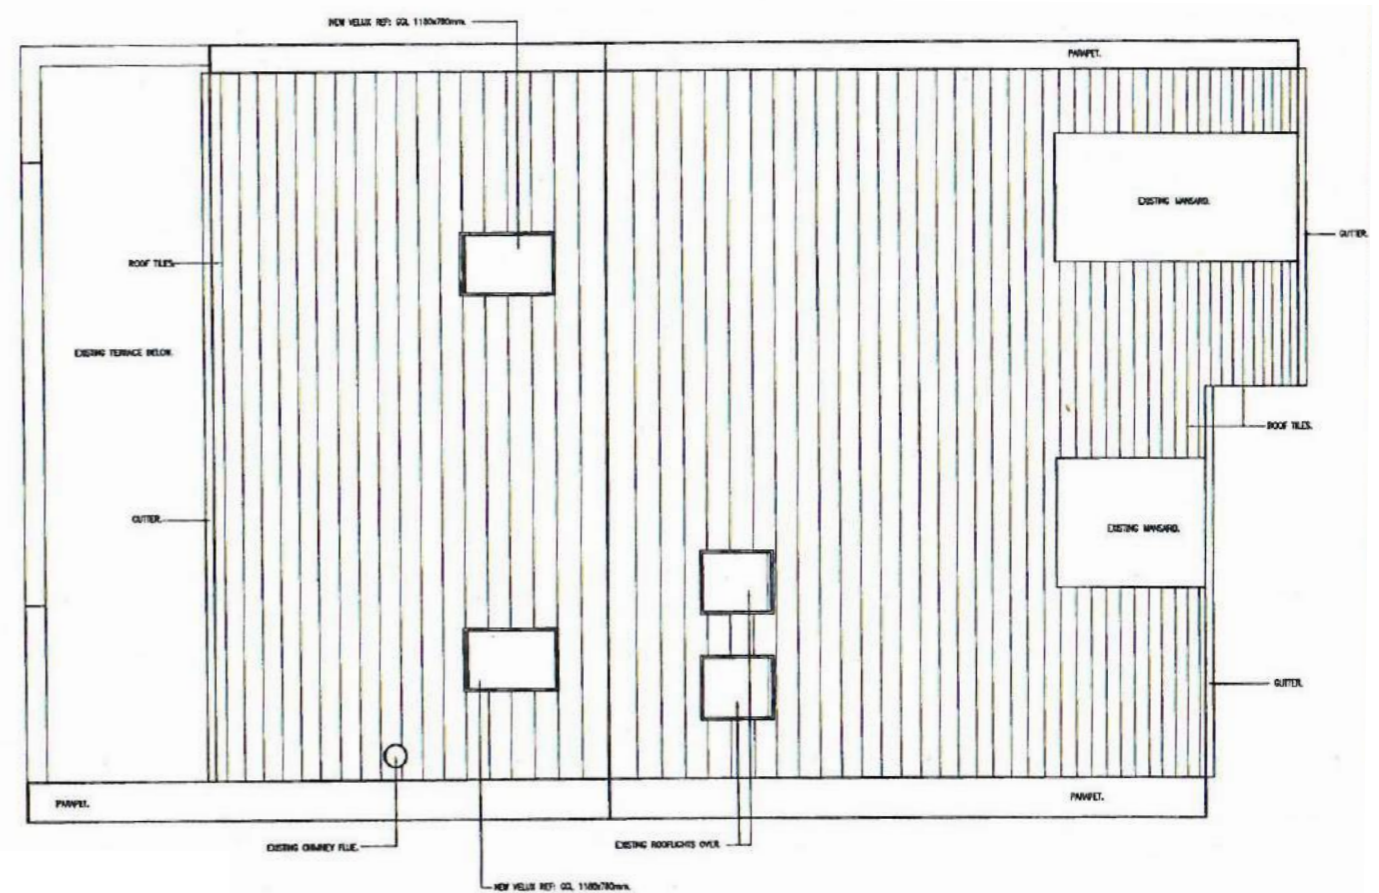 NEW VELUX REF: GGL 1180x780mm.
PARAPET.
EXISTING MANSARD.
GUTTER.
ROOF TILES.
EXISTING TERRACE BELOW.
ROOF TILES.
GUTTER.
EXISTING MANSARD.
GUTTER.
PARAPET.
PARAPET.
EXISTING CHIMNEY FLUE.
EXISTING ROOFLIGHTS OVER.
NEW VELUX REF: GGL 1180x780mm.